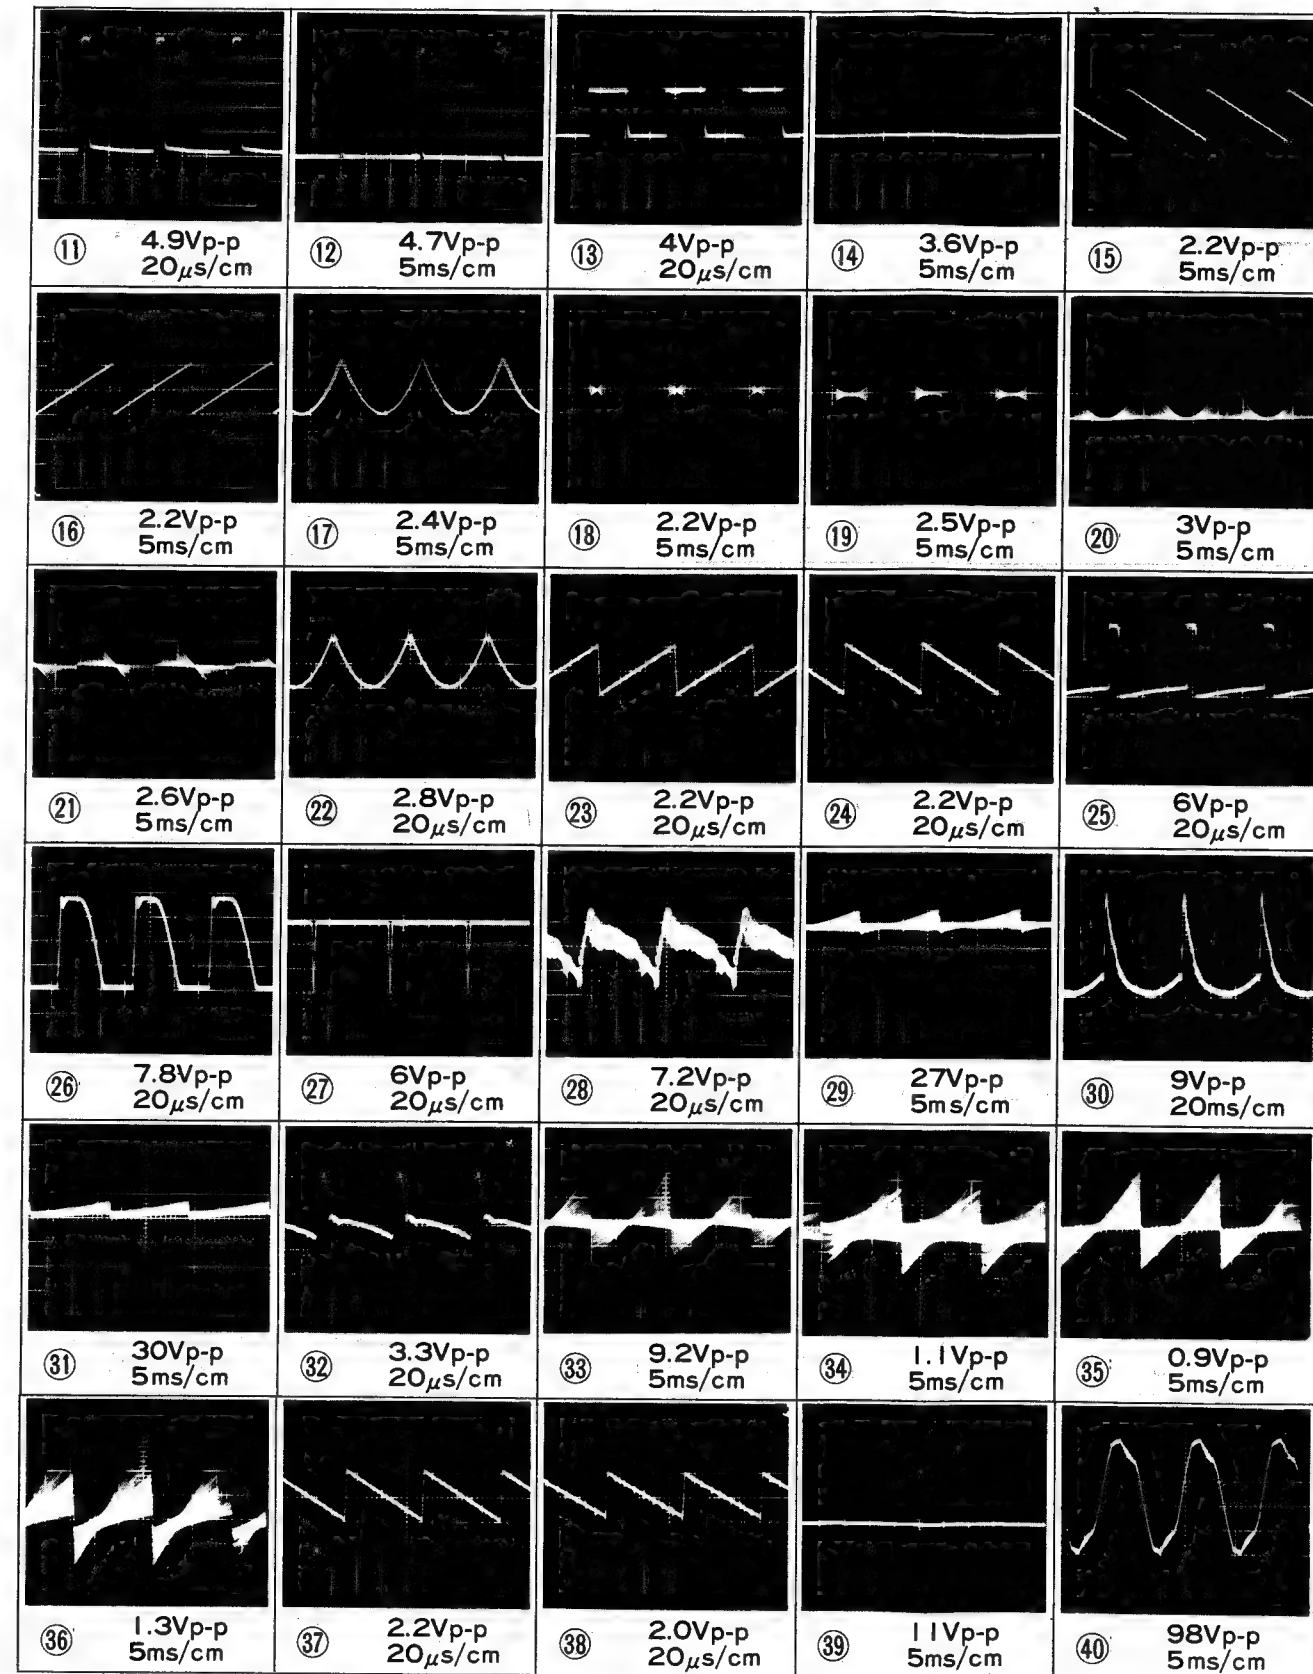 ⑪ 4.9Vp-p
20μs/cm
⑫ 4.7Vp-p
5ms/cm
⑬ 4Vp-p
20μs/cm
⑭ 3.6Vp-p
5ms/cm
⑮ 2.2Vp-p
5ms/cm
⑯ 2.2Vp-p
5ms/cm
⑰ 2.4Vp-p
5ms/cm
⑱ 2.2Vp-p
5ms/cm
⑲ 2.5Vp-p
5ms/cm
⑳ 3Vp-p
5ms/cm
㉑ 2.6Vp-p
5ms/cm
㉒ 2.8Vp-p
20μs/cm
㉓ 2.2Vp-p
20μs/cm
㉔ 2.2Vp-p
20μs/cm
㉕ 6Vp-p
20μs/cm
㉖ 7.8Vp-p
20μs/cm
㉗ 6Vp-p
20μs/cm
㉘ 7.2Vp-p
20μs/cm
㉙ 27Vp-p
5ms/cm
㉚ 9Vp-p
20ms/cm
㉛ 30Vp-p
5ms/cm
㉜ 3.3Vp-p
20μs/cm
㉝ 9.2Vp-p
5ms/cm
㉞ 1.1Vp-p
5ms/cm
㉟ 0.9Vp-p
5ms/cm
㊱ 1.3Vp-p
5ms/cm
㊲ 2.2Vp-p
20μs/cm
㊳ 2.0Vp-p
20μs/cm
㊴ 11Vp-p
5ms/cm
㊵ 98Vp-p
5ms/cm